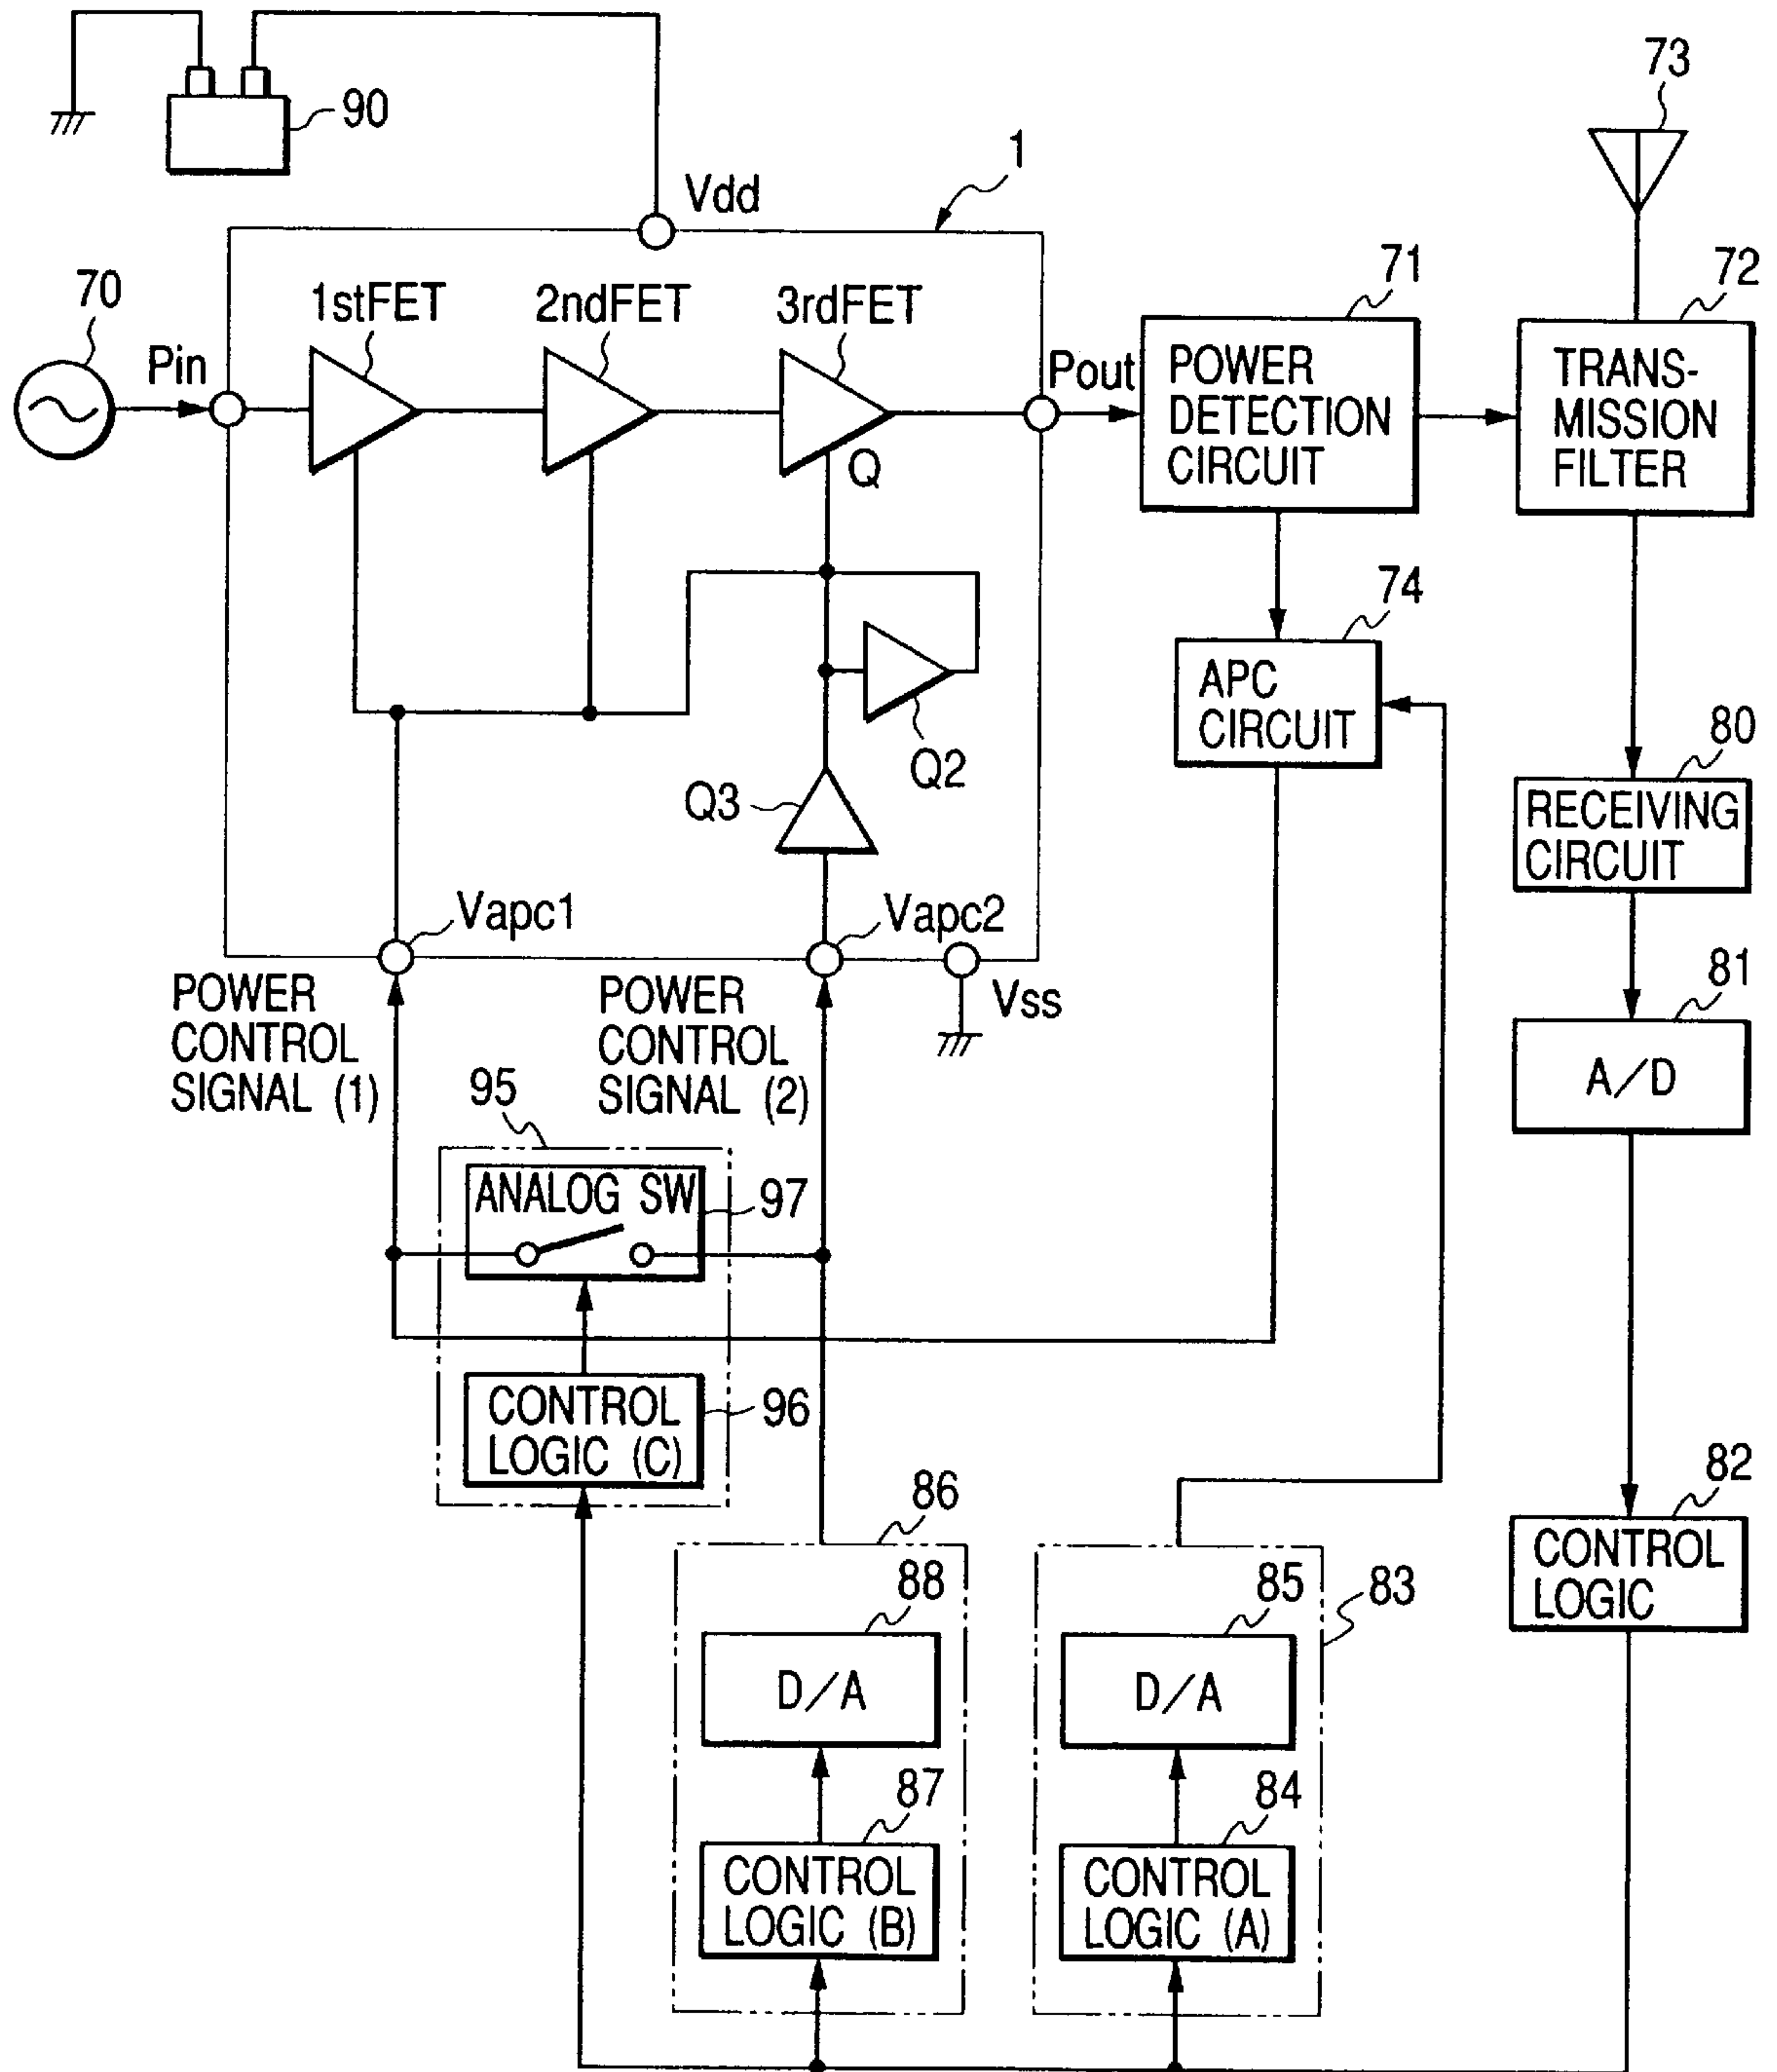 73
90
1
Vdd
70
Pin
1stFET
2ndFET
3rdFET
Q
Pout
71
POWER
DETECTION
CIRCUIT
72
TRANS-
MISSION
FILTER
74
APC
CIRCUIT
Q2
Q3
80
RECEIVING
CIRCUIT
Vapc1
Vapc2
Vss
POWER
CONTROL
SIGNAL (1)
POWER
CONTROL
SIGNAL (2)
81
A/D
95
ANALOG SW
97
CONTROL
LOGIC (C)
96
82
CONTROL
LOGIC
86
88
D/A
87
CONTROL
LOGIC (B)
83
85
D/A
84
CONTROL
LOGIC (A)